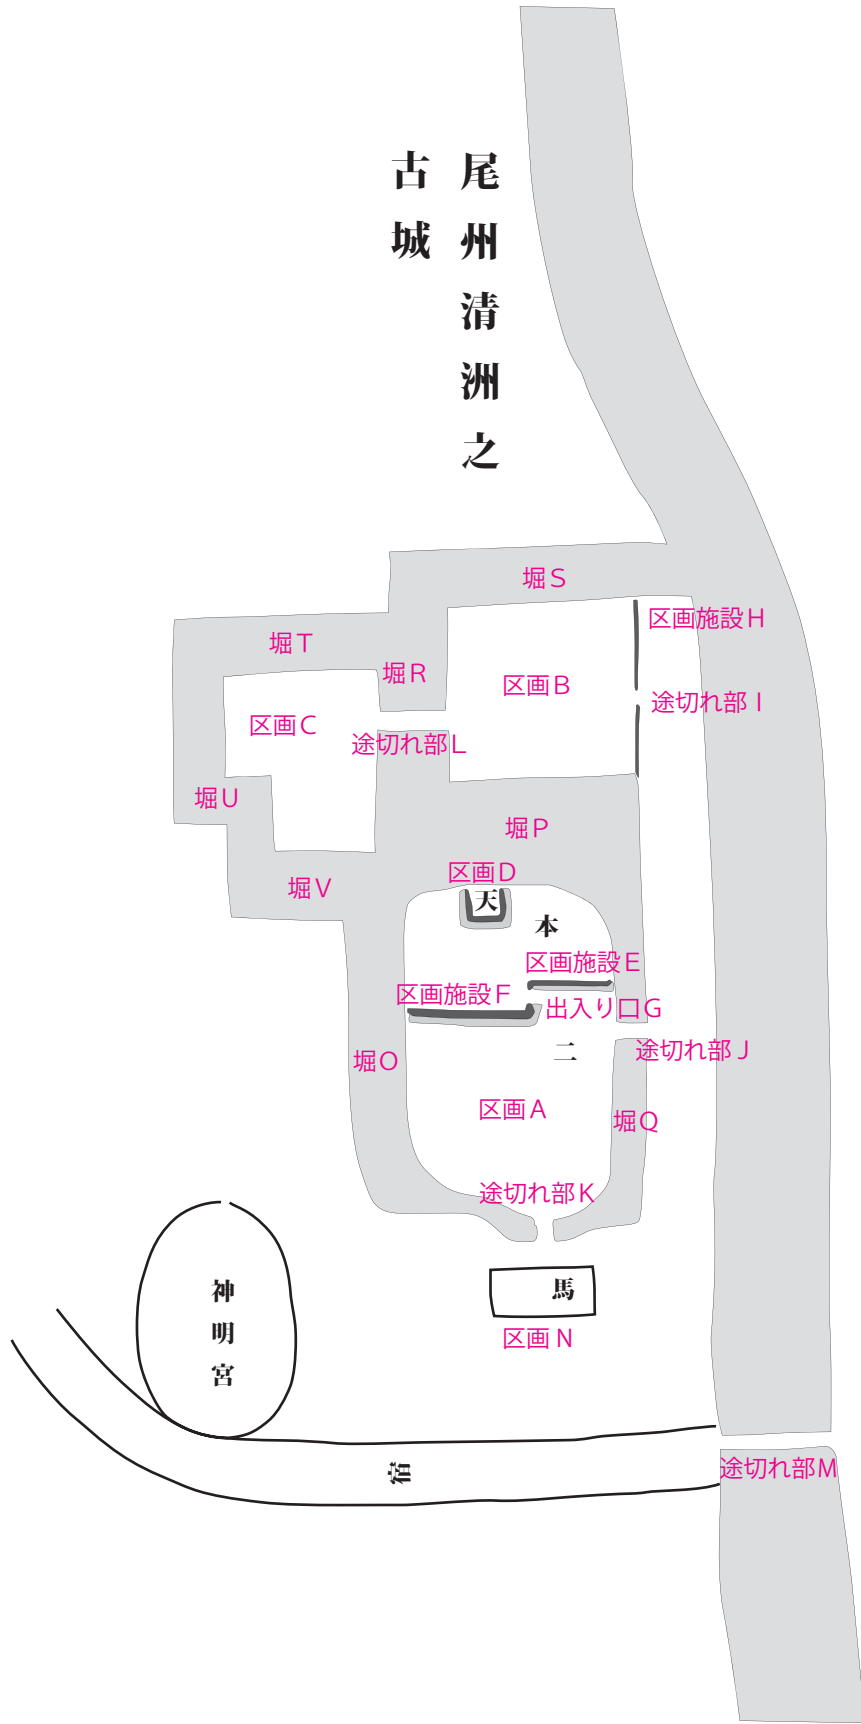 尾州清洲之
古城
堀Ｓ
区画施設Ｈ
堀Ｔ
堀Ｒ
区画Ｂ
途切れ部Ｉ
区画Ｃ
途切れ部Ｌ
堀Ｕ
堀Ｐ
区画Ｄ
堀Ｖ
天
本
区画施設Ｅ
区画施設Ｆ
出入り口Ｇ
二
途切れ部Ｊ
堀Ｏ
区画Ａ
堀Ｑ
途切れ部Ｋ
神明宮
馬
区画Ｎ
宿
途切れ部Ｍ